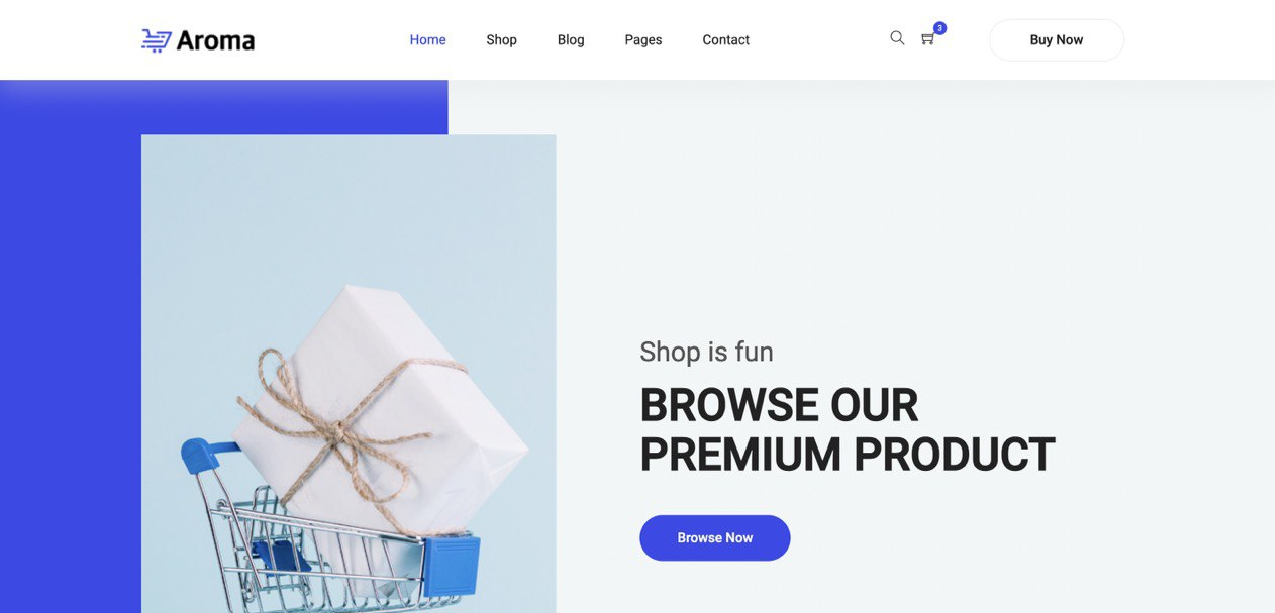 Aroma
Home Shop Blog Pages Contact 3 Buy Now
Shop is fun
BROWSE OUR
PREMIUM PRODUCT
Browse Now